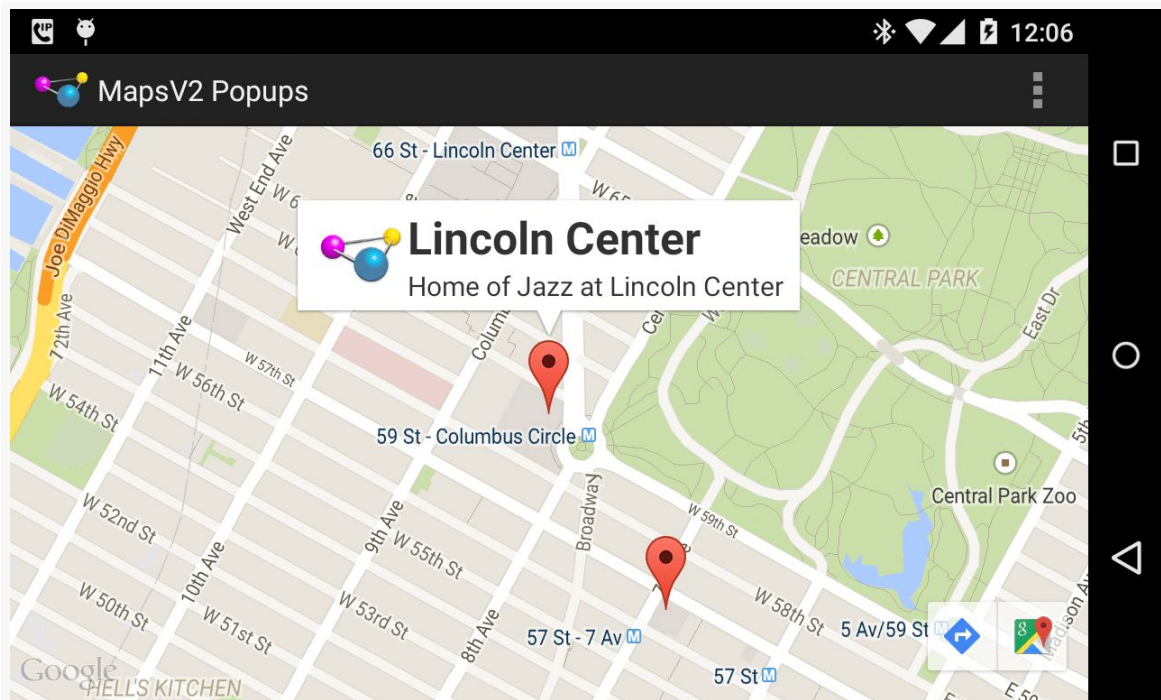 12:06
MapsV2 Popups
66 St - Lincoln Center M
Joe DiMaggio Hwy
West End Ave
Lincoln Center
Home of Jazz at Lincoln Center
eadow
CENTRAL PARK
East Dr
12th Ave
11th Ave
W 57th St
W 56th St
W 54th St
59 St - Columbus Circle M
5th
Central Park Zoo
W 52nd St
9th Ave
Broadway
W 59th St
W 55th St
10th Ave
W 50th St
W 51st St
W 53rd St
8th Ave
57 St - 7 Av M
W 58th St
5 Av/59 St
57 St M
Google
HELL'S KITCHEN